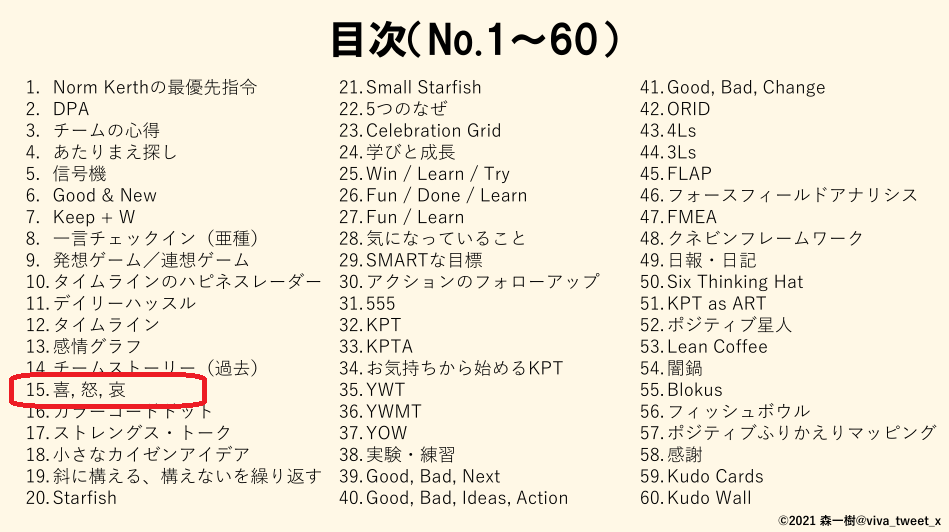 目次(No.1～60)
1. Norm Kerthの最優先指令
2. DPA
3. チームの心得
4. あたりまえ探し
5. 信号機
6. Good & New
7. Keep + W
8. 一言チェックイン（亜種）
9. 発想ゲーム／連想ゲーム
10. タイムラインのハピネスレーダー
11. デイリーハッスル
12. タイムライン
13. 感情グラフ
14. チームストーリー（過去）
15. 喜, 怒, 哀
16. カラーコードドット
17. ストレングス・トーク
18. 小さなカイゼンアイデア
19. 斜に構える、構えないを繰り返す
20. Starfish
21. Small Starfish
22. 5つのなぜ
23. Celebration Grid
24. 学びと成長
25. Win / Learn / Try
26. Fun / Done / Learn
27. Fun / Learn
28. 気になっていること
29. SMARTな目標
30. アクションのフォローアップ
31. 555
32. KPT
33. KPTA
34. お気持ちから始めるKPT
35. YWT
36. YWMT
37. YOW
38. 実験・練習
39. Good, Bad, Next
40. Good, Bad, Ideas, Action
41. Good, Bad, Change
42. ORID
43. 4Ls
44. 3Ls
45. FLAP
46. フォースフィールドアナリシス
47. FMEA
48. クネビンフレームワーク
49. 日報・日記
50. Six Thinking Hat
51. KPT as ART
52. ポジティブ星人
53. Lean Coffee
54. 闇鍋
55. Blokus
56. フィッシュボウル
57. ポジティブふりかえりマッピング
58. 感謝
59. Kudo Cards
60. Kudo Wall
©2021 森一樹@viva_tweet_x